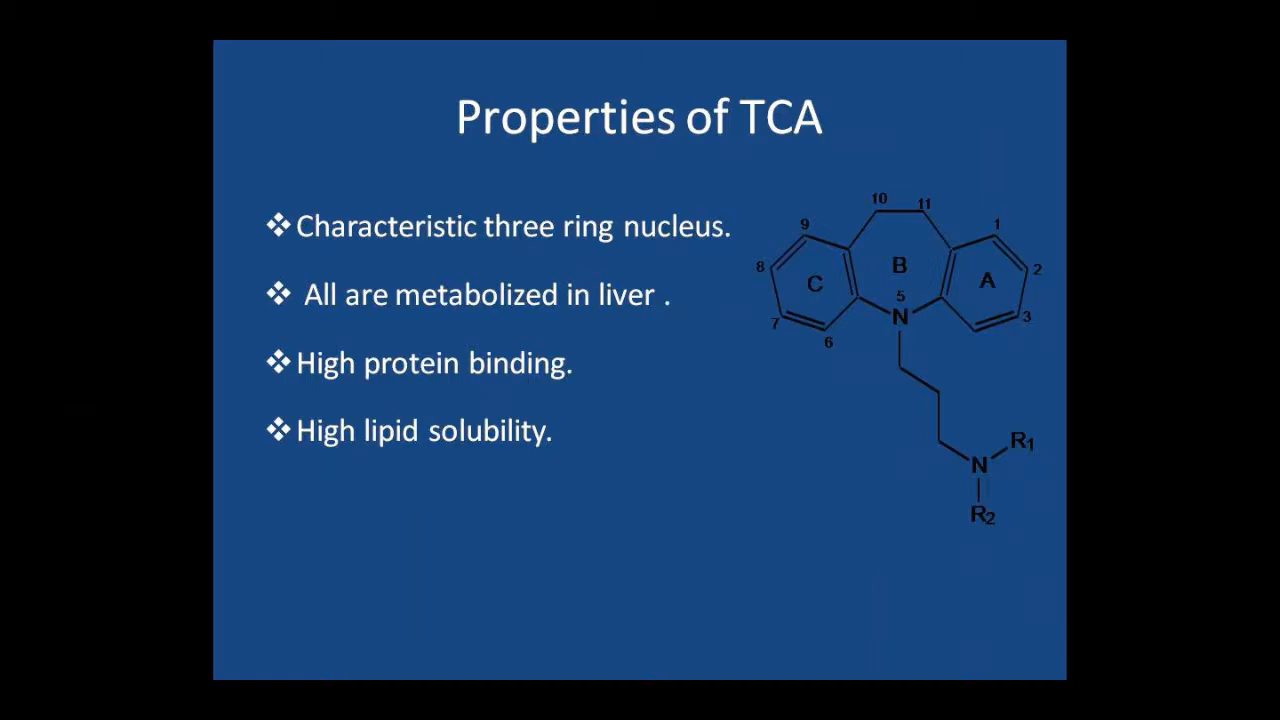 Properties of TCA
❖Characteristic three ring nucleus.
❖ All are metabolized in liver .
❖High protein binding.
❖High lipid solubility.
10 11
9 1
8 C B A 2
5
7 N 3
6
R1
N
R2